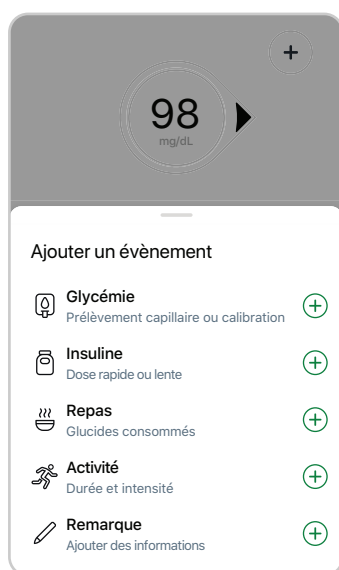 98
mg/dL
Ajouter un évènement
Glycémie
Prélèvement capillaire ou calibration
Insuline
Dose rapide ou lente
Repas
Glucides consommés
Activité
Durée et intensité
Remarque
Ajouter des informations